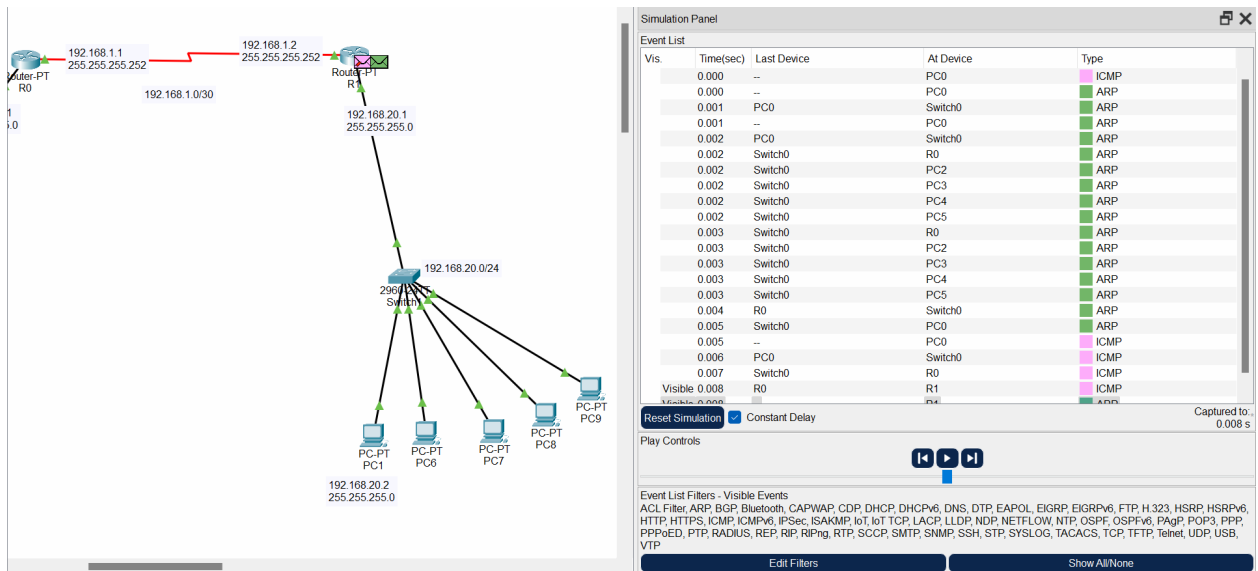 192.168.1.1
255.255.255.252
192.168.1.2
255.255.255.252
Router-PT
R0
Router-PT
R1
192.168.1.0/30
1
5.0
192.168.20.1
255.255.255.0
192.168.20.0/24
2960-24TT
Switch1
PC-PT
PC1
PC-PT
PC6
PC-PT
PC7
PC-PT
PC8
PC-PT
PC9
192.168.20.2
255.255.255.0
Simulation Panel
Event List
Vis. Time(sec) Last Device At Device Type
0.000 -- PC0 ICMP
0.000 -- PC0 ARP
0.001 PC0 Switch0 ARP
0.001 -- PC0 ARP
0.002 PC0 Switch0 ARP
0.002 Switch0 R0 ARP
0.002 Switch0 PC2 ARP
0.002 Switch0 PC3 ARP
0.002 Switch0 PC4 ARP
0.002 Switch0 PC5 ARP
0.003 Switch0 R0 ARP
0.003 Switch0 PC2 ARP
0.003 Switch0 PC3 ARP
0.003 Switch0 PC4 ARP
0.003 Switch0 PC5 ARP
0.004 R0 Switch0 ARP
0.005 Switch0 PC0 ARP
0.005 -- PC0 ICMP
0.006 PC0 Switch0 ICMP
0.007 Switch0 R0 ICMP
Visible 0.008 R0 R1 ICMP
Visible 0.008 R1 ARP
Reset Simulation Constant Delay Captured to:
0.008 s
Play Controls
Event List Filters - Visible Events
ACL Filter, ARP, BGP, Bluetooth, CAPWAP, CDP, DHCP, DHCPv6, DNS, DTP, EAPOL, EIGRP, EIGRPv6, FTP, H.323, HSRP, HSRPv6,
HTTP, HTTPS, ICMP, ICMPv6, IPSec, ISAKMP, IoT, IoT TCP, LACP, LLDP, NDP, NETFLOW, NTP, OSPF, OSPFv6, PAgP, POP3, PPP,
PPPoED, PTP, RADIUS, REP, RIP, RIPng, RTP, SCCP, SMTP, SNMP, SSH, STP, SYSLOG, TACACS, TCP, TFTP, Telnet, UDP, USB,
VTP
Edit Filters Show All/None